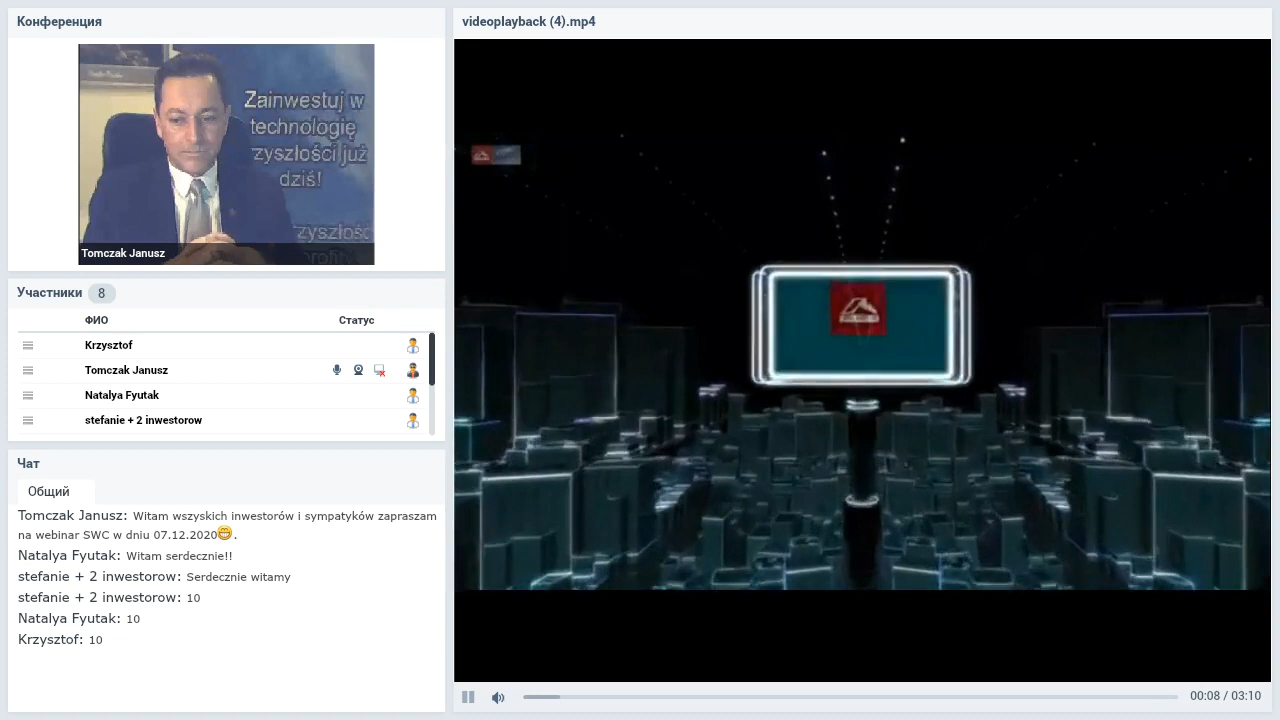 Конференция
Zainwestuj w
technologię
zyszłości już
dziś!
zyszłośc
profity
Tomczak Janusz
Участники 8
ФИО Статус
Krzysztof
Tomczak Janusz
Natalya Fyutak
stefanie + 2 inwestorow
Чат
Общий
Tomczak Janusz: Witam wszyskich inwestorów i sympatyków zapraszam
na webinar SWC w dniu 07.12.2020😁.
Natalya Fyutak: Witam serdecznie!!
stefanie + 2 inwestorow: Serdecznie witamy
stefanie + 2 inwestorow: 10
Natalya Fyutak: 10
Krzysztof: 10
videoplayback (4).mp4
00:08 / 03:10